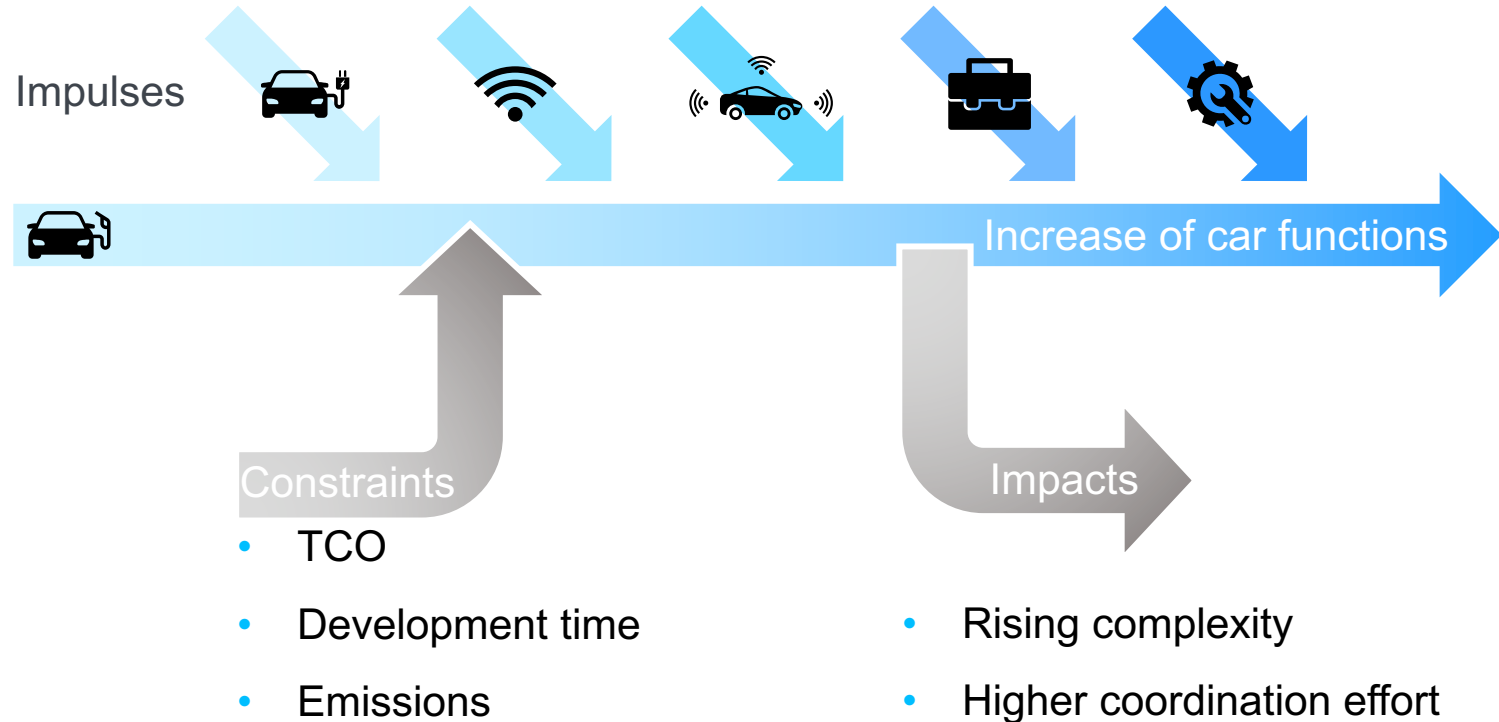 Impulses
Increase of car functions
Constraints
• TCO
• Development time
• Emissions
Impacts
• Rising complexity
• Higher coordination effort